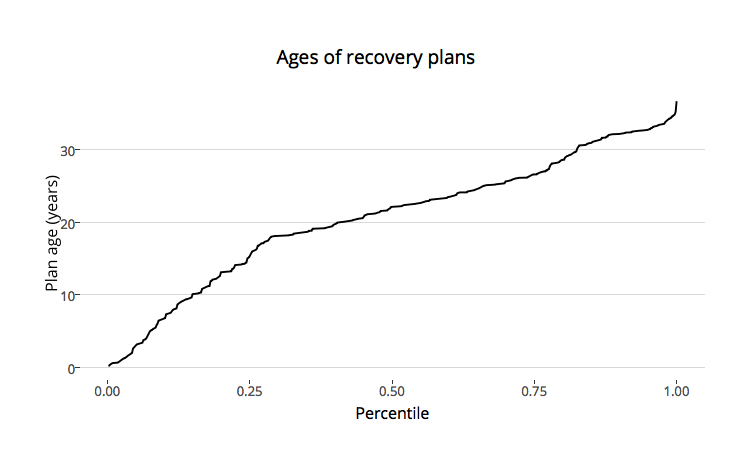 Ages of recovery plans
Plan age (years)
30
20
10
0
0.00 0.25 0.50 0.75 1.00
Percentile